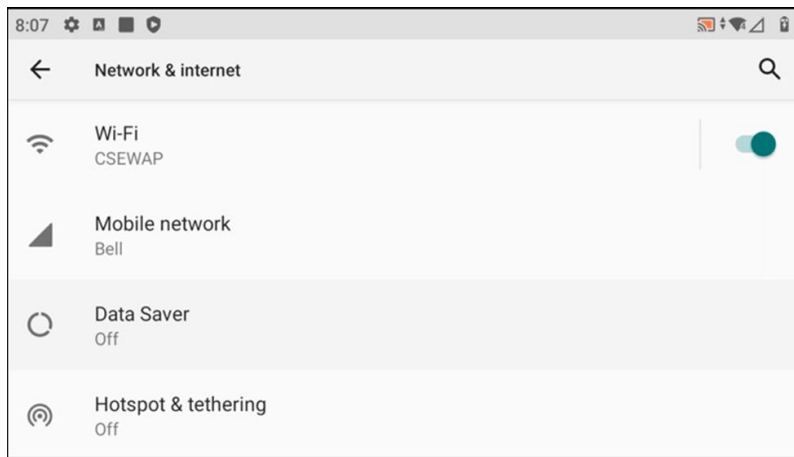 8:07
Network & internet
Wi-Fi
CSEWAP
Mobile network
Bell
Data Saver
Off
Hotspot & tethering
Off